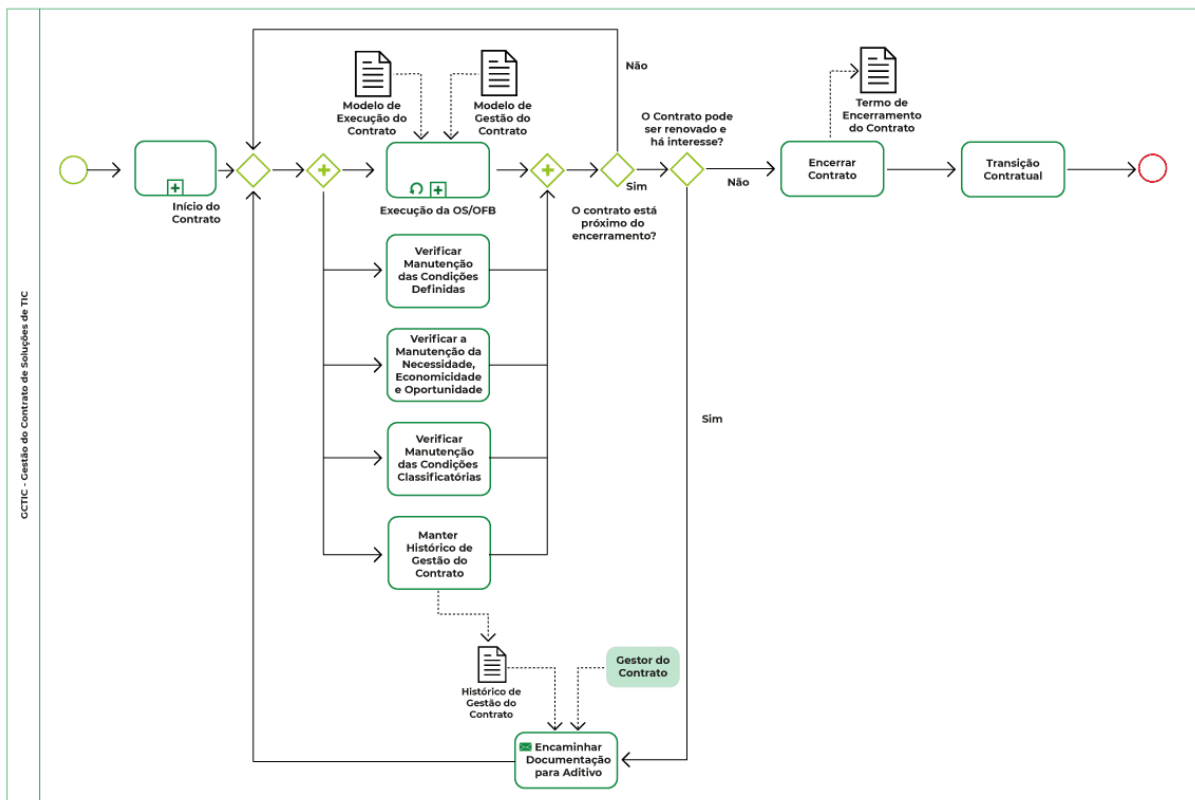 GCTIC - Gestão do Contrato de Soluções de TIC
Início do
Contrato
Modelo de
Execução do
Contrato
Modelo de
Gestão do
Contrato
Execução da OS/OFB
Verificar
Manutenção
das Condições
Definidas
Verificar a
Manutenção da
Necessidade,
Economicidade
e Oportunidade
Verificar
Manutenção
das Condições
Classificatórias
Manter
Histórico de
Gestão do
Contrato
Histórico de
Gestão do
Contrato
Gestor do
Contrato
Encaminhar
Documentação
para Aditivo
Não
Sim
O contrato está
próximo do
encerramento?
O Contrato pode
ser renovado e
há interesse?
Não
Sim
Encerrar
Contrato
Termo de
Encerramento
do Contrato
Transição
Contratual